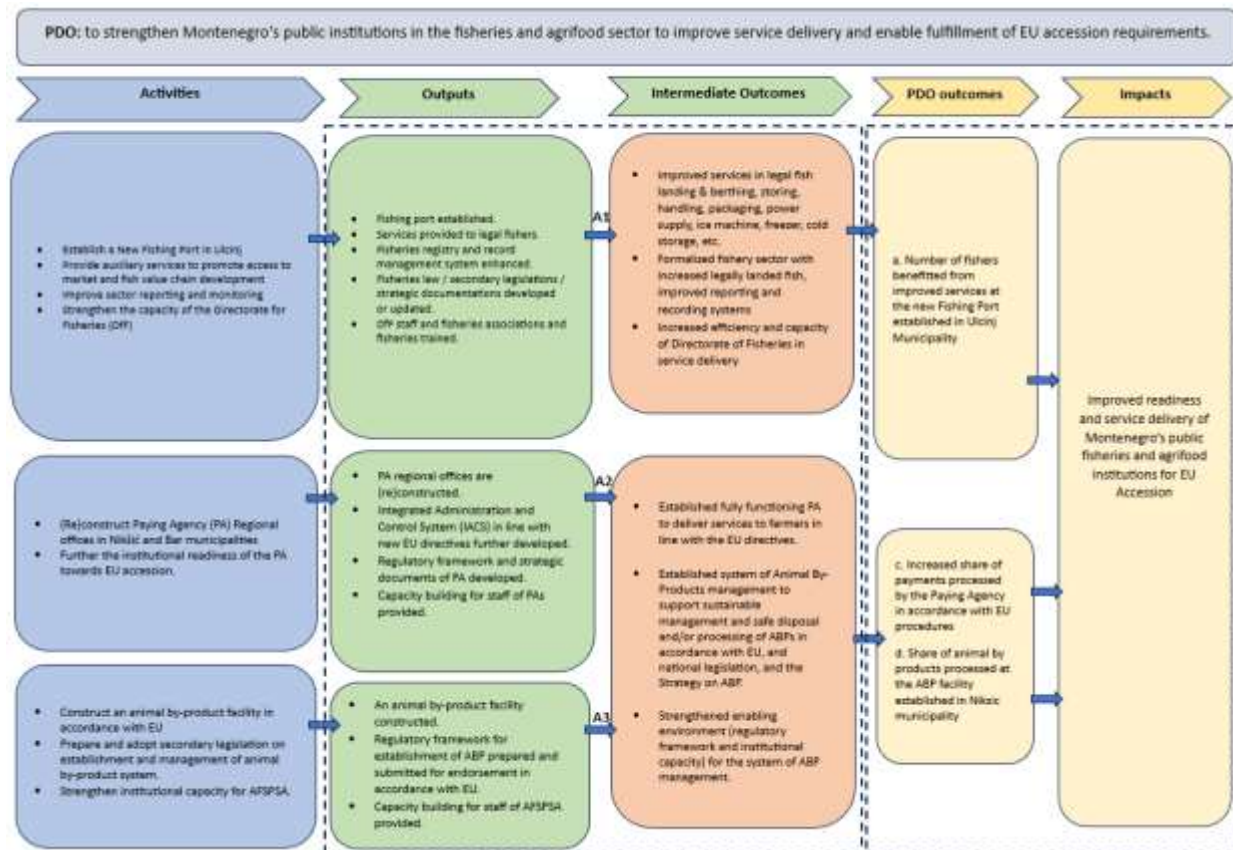 PDO: to strengthen Montenegro's public institutions in the fisheries and agrifood sector to improve service delivery and enable fulfillment of EU accession requirements.
Activities
Outputs
Intermediate Outcomes
PDO outcomes
Impacts
• Establish a New Fishing Port in Ulcinj
• Provide auxiliary services to promote access to
market and fish value chain development
• Improve sector reporting and monitoring
• Strengthen the capacity of the Directorate for
Fisheries (DfF)
• Fishing port established.
• Services provided to legal fishers.
• Fisheries registry and record
management system enhanced.
• Fisheries law / secondary legislations /
strategic documentations developed
or updated.
• DfF staff and fisheries associations and
fisheries trained.
A1
• Improved services in legal fish
landing & berthing, storing,
handling, packaging, power
supply, ice machine, freezer, cold
storage, etc.
• Formalized fishery sector with
increased legally landed fish,
improved reporting and
recording systems
• Increased efficiency and capacity
of Directorate of Fisheries in
service delivery
a. Number of fishers
benefitted from
improved services at
the new Fishing Port
established in Ulcinj
Municipality
Improved readiness
and service delivery of
Montenegro's public
fisheries and agrifood
institutions for EU
Accession
• (Re)construct Paying Agency (PA) Regional
offices in Nikšić and Bar municipalities
• Further the institutional readiness of the PA
towards EU accession.
• PA regional offices are
(re)constructed.
• Integrated Administration and
Control System (IACS) in line with
new EU directives further developed.
• Regulatory framework and strategic
documents of PA developed.
• Capacity building for staff of PAs
provided.
A2
• Established fully functioning PA
to deliver services to farmers in
line with the EU directives.
• Established system of Animal By-
Products management to
support sustainable
management and safe disposal
and/or processing of ABPs in
accordance with EU, and
national legislation, and the
Strategy on ABP.
• Strengthened enabling
environment (regulatory
framework and institutional
capacity) for the system of ABP
management.
c. Increased share of
payments processed
by the Paying Agency
in accordance with EU
procedures
d. Share of animal by
products processed at
the ABP facility
established in Niksic
municipality
• Construct an animal by-product facility in
accordance with EU
• Prepare and adopt secondary legislation on
establishment and management of animal
by-product system.
• Strengthen institutional capacity for AFSPSA.
• An animal by-product facility
constructed.
• Regulatory framework for
establishment of ABP prepared and
submitted for endorsement in
accordance with EU.
• Capacity building for staff of AFSPSA
provided.
A3